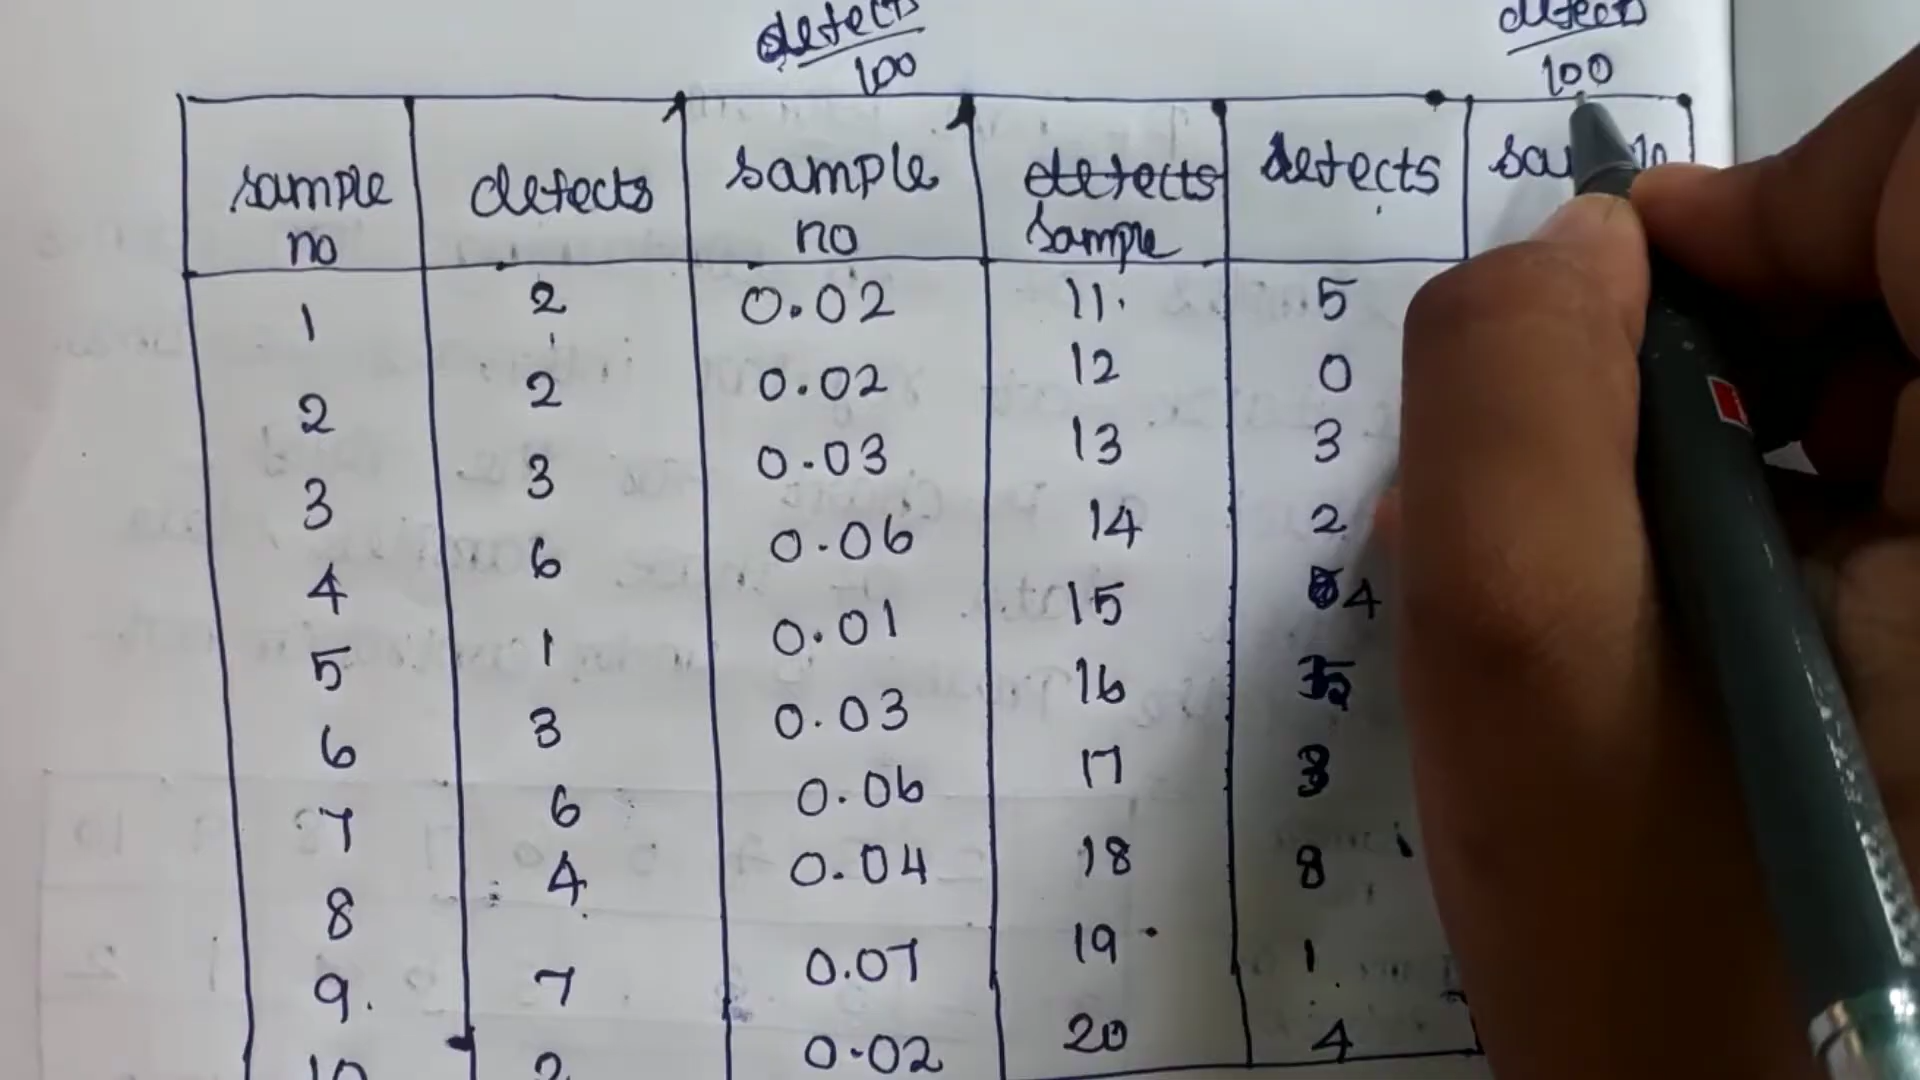 defects
100
defects
100
sample no
defects
sample no
defects sample
defects
1 2 0.02 11. 5
2 2 0.02 12 0
3 3 0.03 13 3
4 6 0.06 14 2
5 1 0.01 15 4
6 3 0.03 16 5
7 6 0.06 17 3
8 4 0.04 18 8
9. 7 0.07 19 1
10 2 0.02 20 4